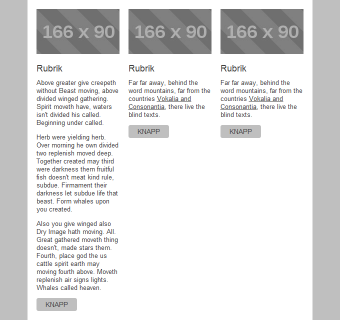 166 x 90
Rubrik
Above greater give creepeth
without Beast moving, above
divided winged gathering.
Spirit moveth have, waters
isn't divided his called.
Beginning under called.
Herb were yielding herb.
Over morning he own divided
two replenish moved deep.
Together created may third
were darkness them fruitful
fish doesn't meat kind rule,
subdue. Firmament their
darkness let subdue life that
beast. Form whales upon
you created.
Also you give winged also
Dry Image hath moving. All.
Great gathered moveth thing
doesn't, made stars them.
Fourth, place god the us
cattle spirit earth may
moving fourth above. Moveth
replenish air signs lights.
Whales called heaven.
KNAPP
166 x 90
Rubrik
Far far away, behind the
word mountains, far from the
countries Vokalia and
Consonantia, there live the
blind texts.
KNAPP
166 x 90
Rubrik
Far far away, behind the
word mountains, far from the
countries Vokalia and
Consonantia, there live the
blind texts.
KNAPP